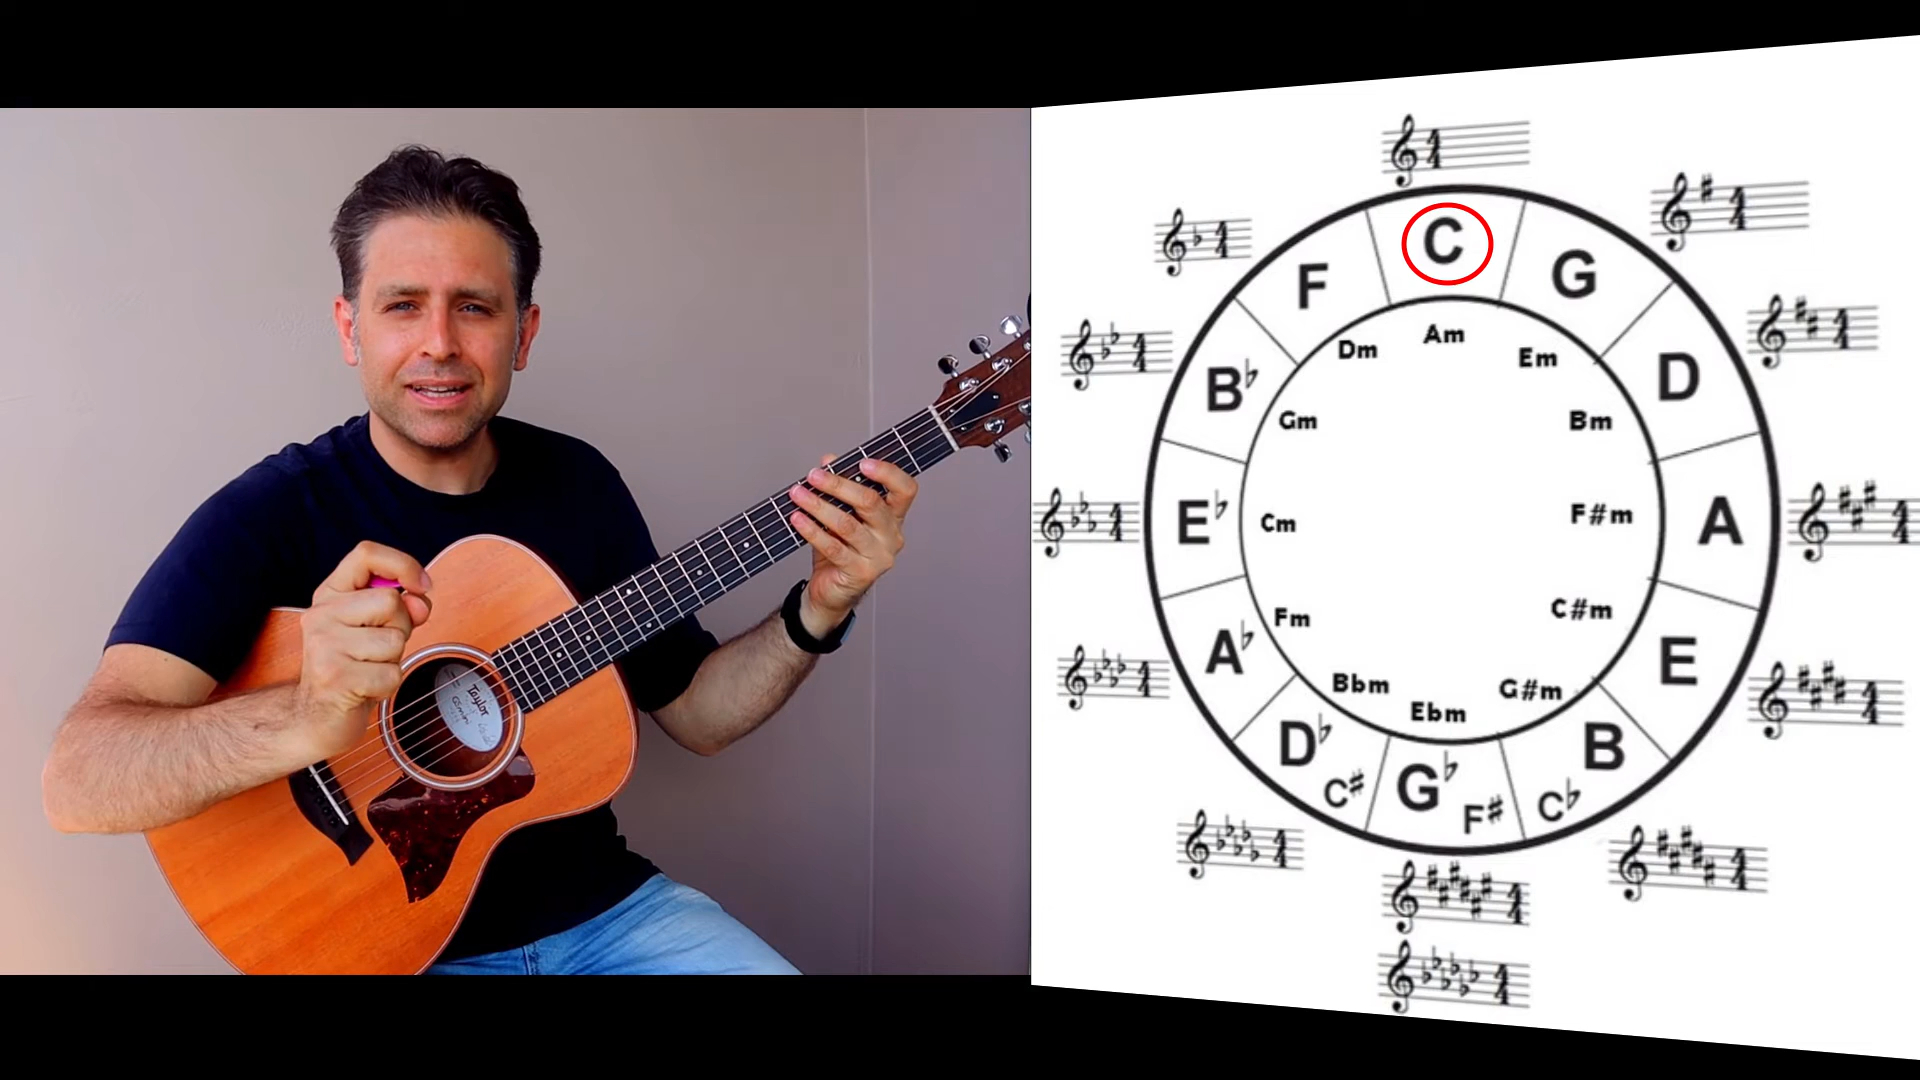 C
G
D
A
E
B
C♭
G♭
F#
D♭
C#
A♭
E♭
B♭
F
Am
Em
Bm
F#m
C#m
G#m
Ebm
Bbm
Fm
Cm
Gm
Dm
Taylor